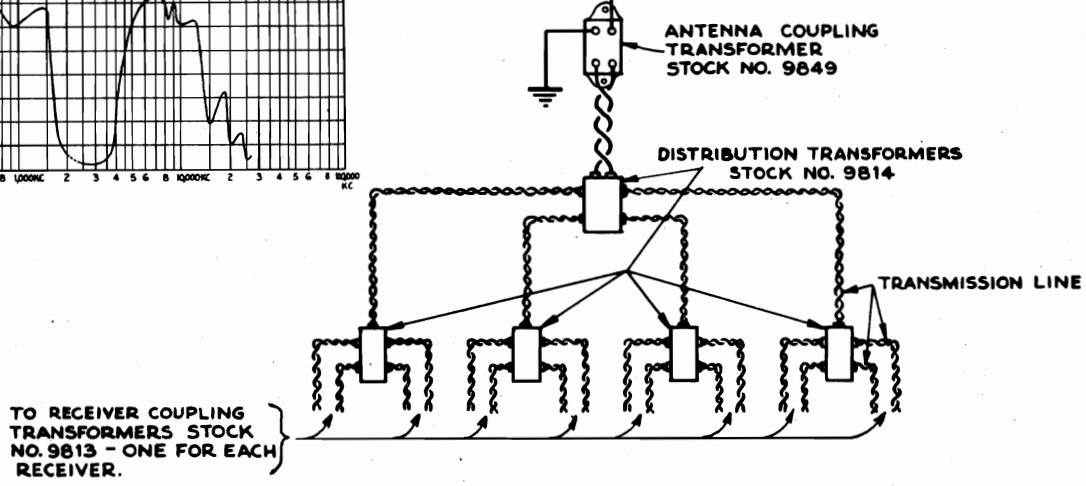 ANTENNA COUPLING
TRANSFORMER
STOCK NO. 9849
8 1,000KC 2 3 4 5 6 8 10,000KC 2 3 4 5 6 8 100,000
KC
DISTRIBUTION TRANSFORMERS
STOCK NO. 9814
TRANSMISSION LINE
TO RECEIVER COUPLING
TRANSFORMERS STOCK
NO. 9813 - ONE FOR EACH
RECEIVER.